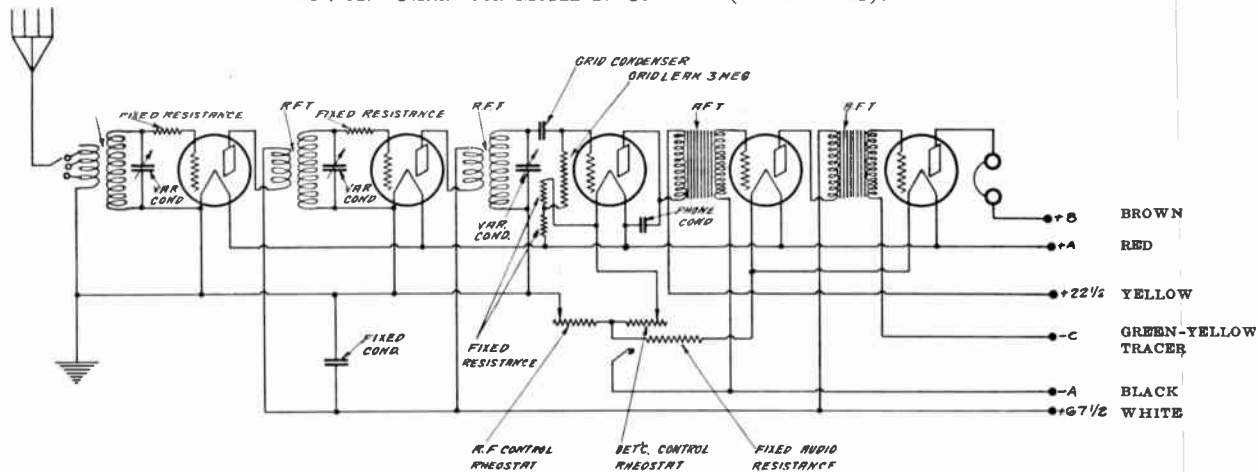 GRID CONDENSER
GRID LEAK 3 MEG
FIXED RESISTANCE
R.F.T
FIXED RESISTANCE
R.F.T
A.F.T
A.F.T
VAR
COND
VAR
COND
VAR.
COND.
PHONE
COND
+B BROWN
+A RED
+22½ YELLOW
-C GREEN-YELLOW
TRACER
FIXED
COND.
FIXED
RESISTANCE
-A BLACK
+67½ WHITE
R.F CONTROL
RHEOSTAT
DET'C. CONTROL
RHEOSTAT
FIXED AUDIO
RESISTANCE